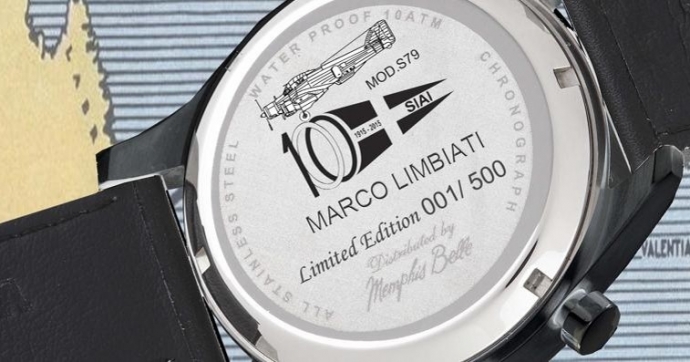 WATER PROOF 10ATM
CHRONOGRAPH
ALL STAINLESS STEEL
MOD.S79
100
1915-2015
SIAI
MARCO LIMBIATI
Limited Edition 001/ 500
Distributed by
Memphis Belle
VALENTIA